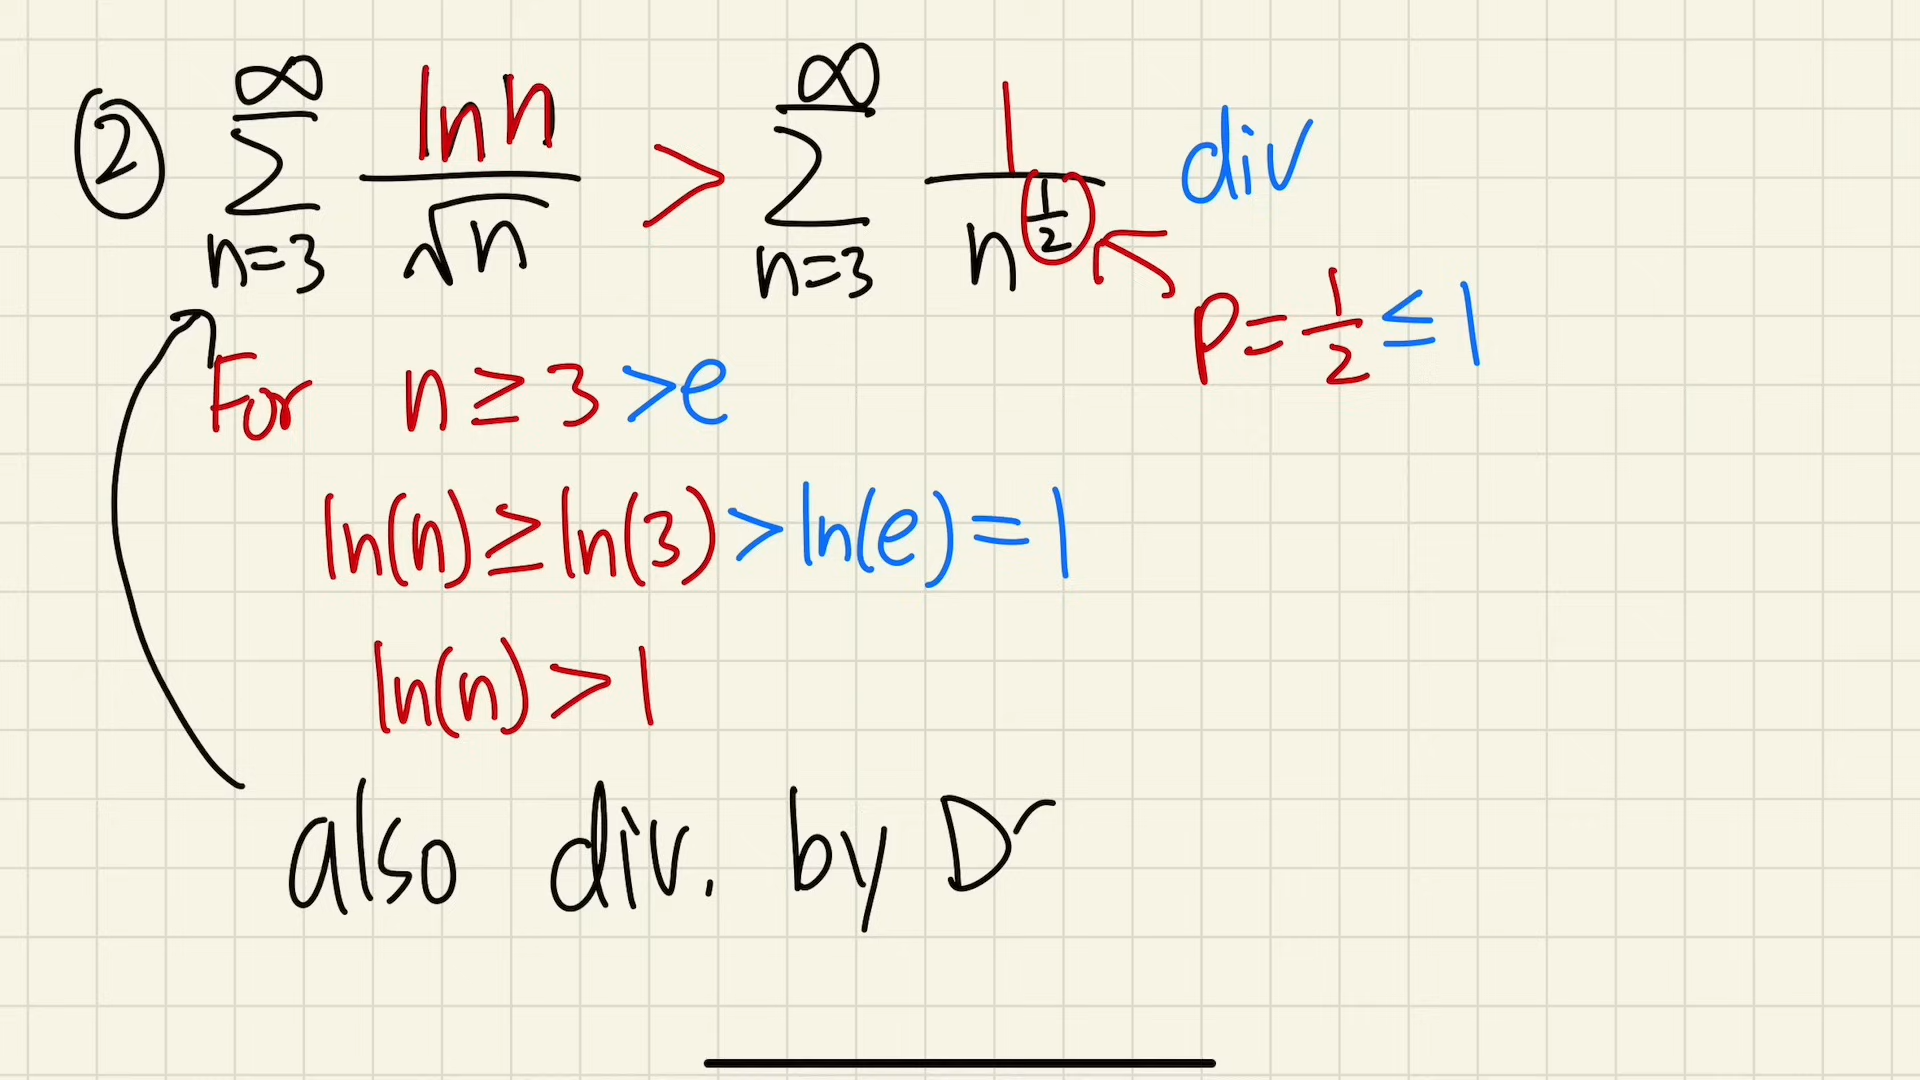 ② ∑_{n=3}^{∞} ln n / √n > ∑_{n=3}^{∞} 1 / n^{1/2} div
p = 1/2 ≤ 1
For n ≥ 3 > e
ln(n) ≥ ln(3) > ln(e) = 1
ln(n) > 1
also div. by D